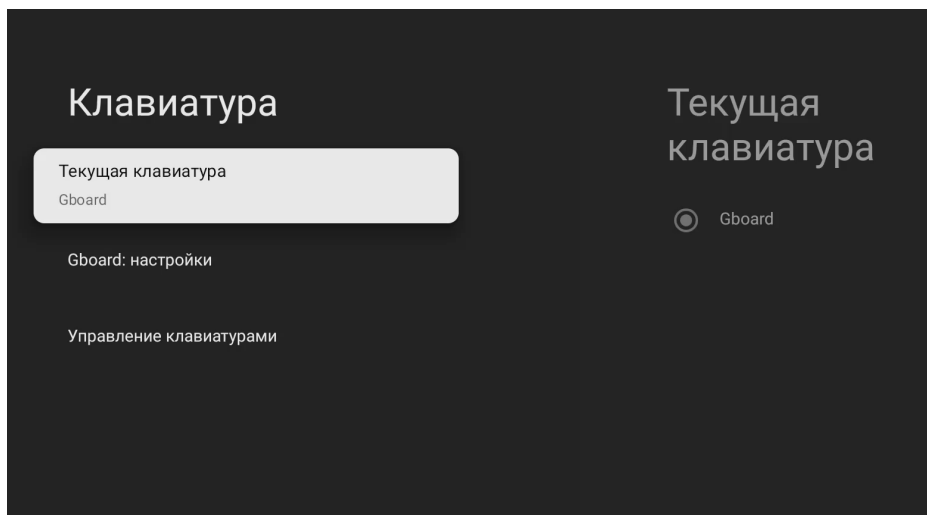 Клавиатура
Текущая клавиатура
Gboard
Gboard: настройки
Управление клавиатурами
Текущая
клавиатура
Gboard